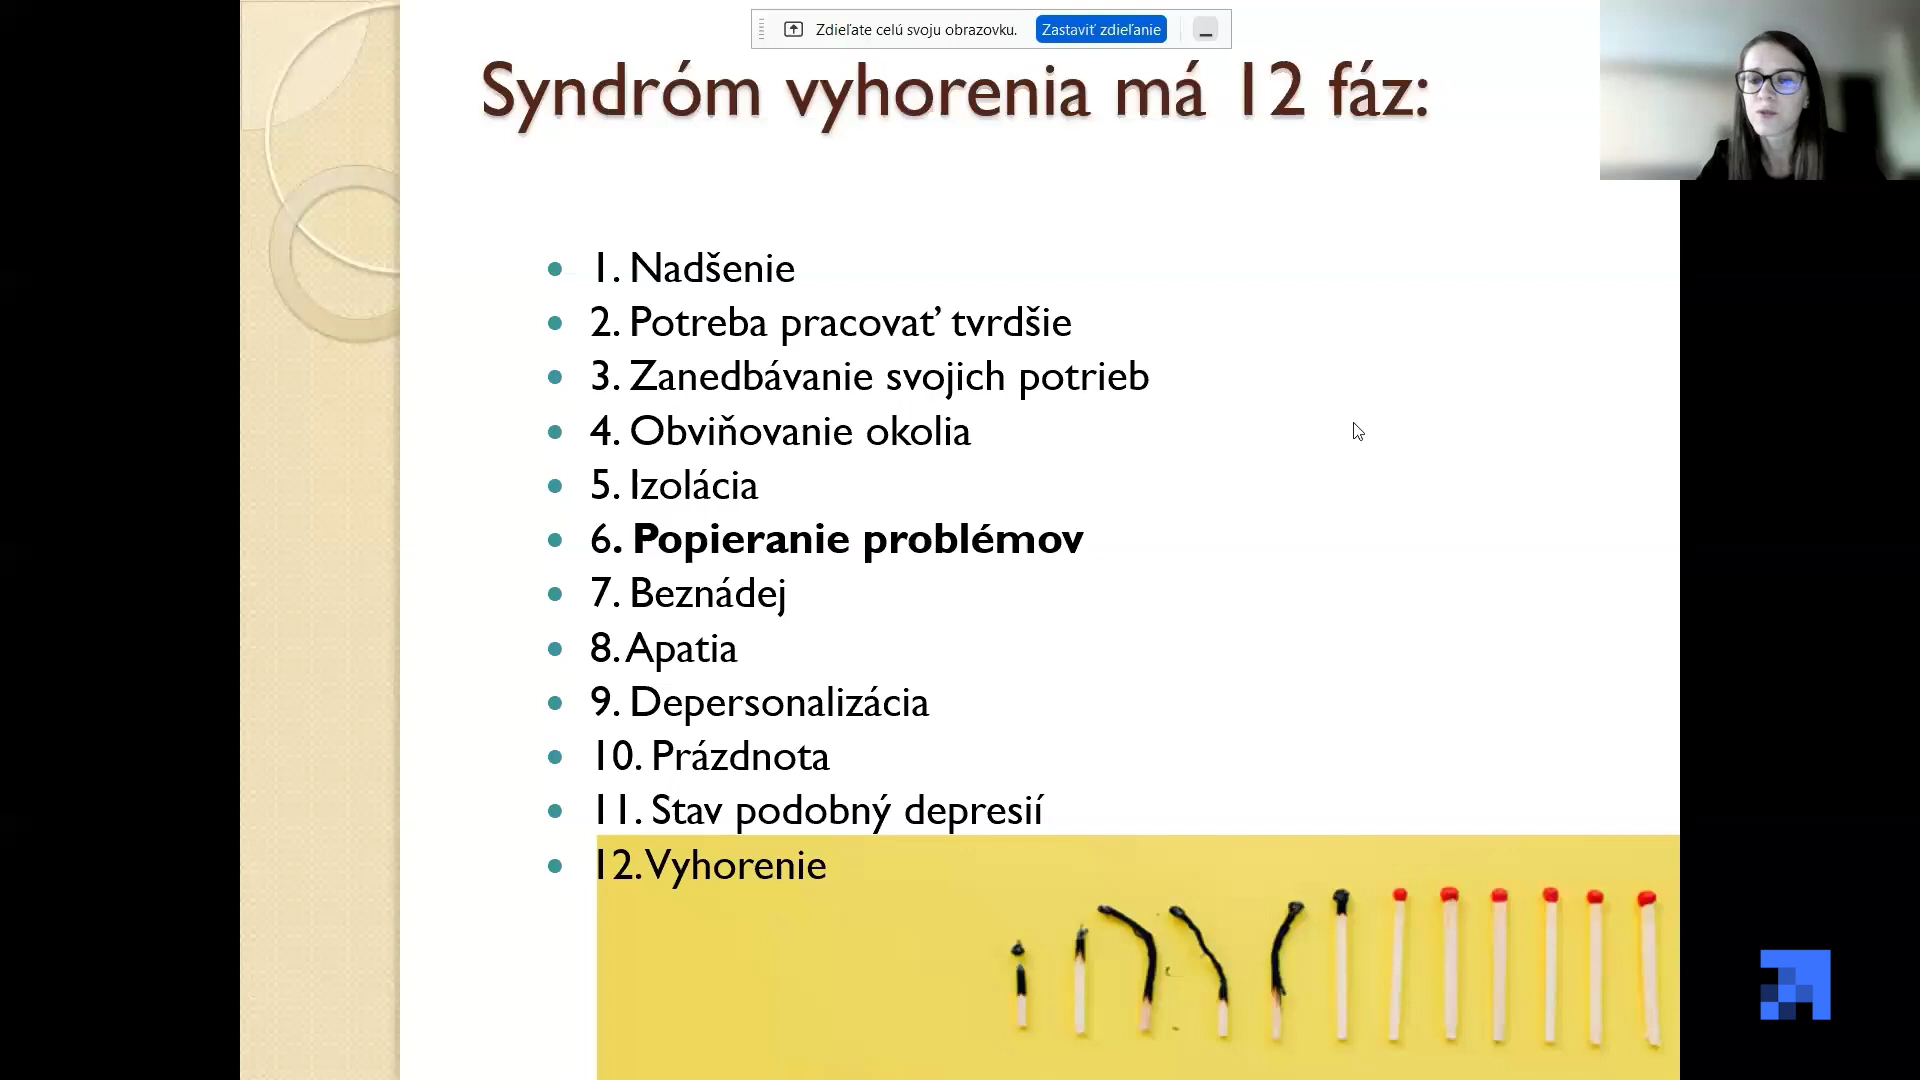 Zdieľate celú svoju obrazovku. Zastaviť zdieľanie
Syndróm vyhorenia má 12 fáz:
1. Nadšenie
2. Potreba pracovať tvrdšie
3. Zanedbávanie svojich potrieb
4. Obviňovanie okolia
5. Izolácia
6. Popieranie problémov
7. Beznádej
8. Apatia
9. Depersonalizácia
10. Prázdnota
11. Stav podobný depresií
12. Vyhorenie